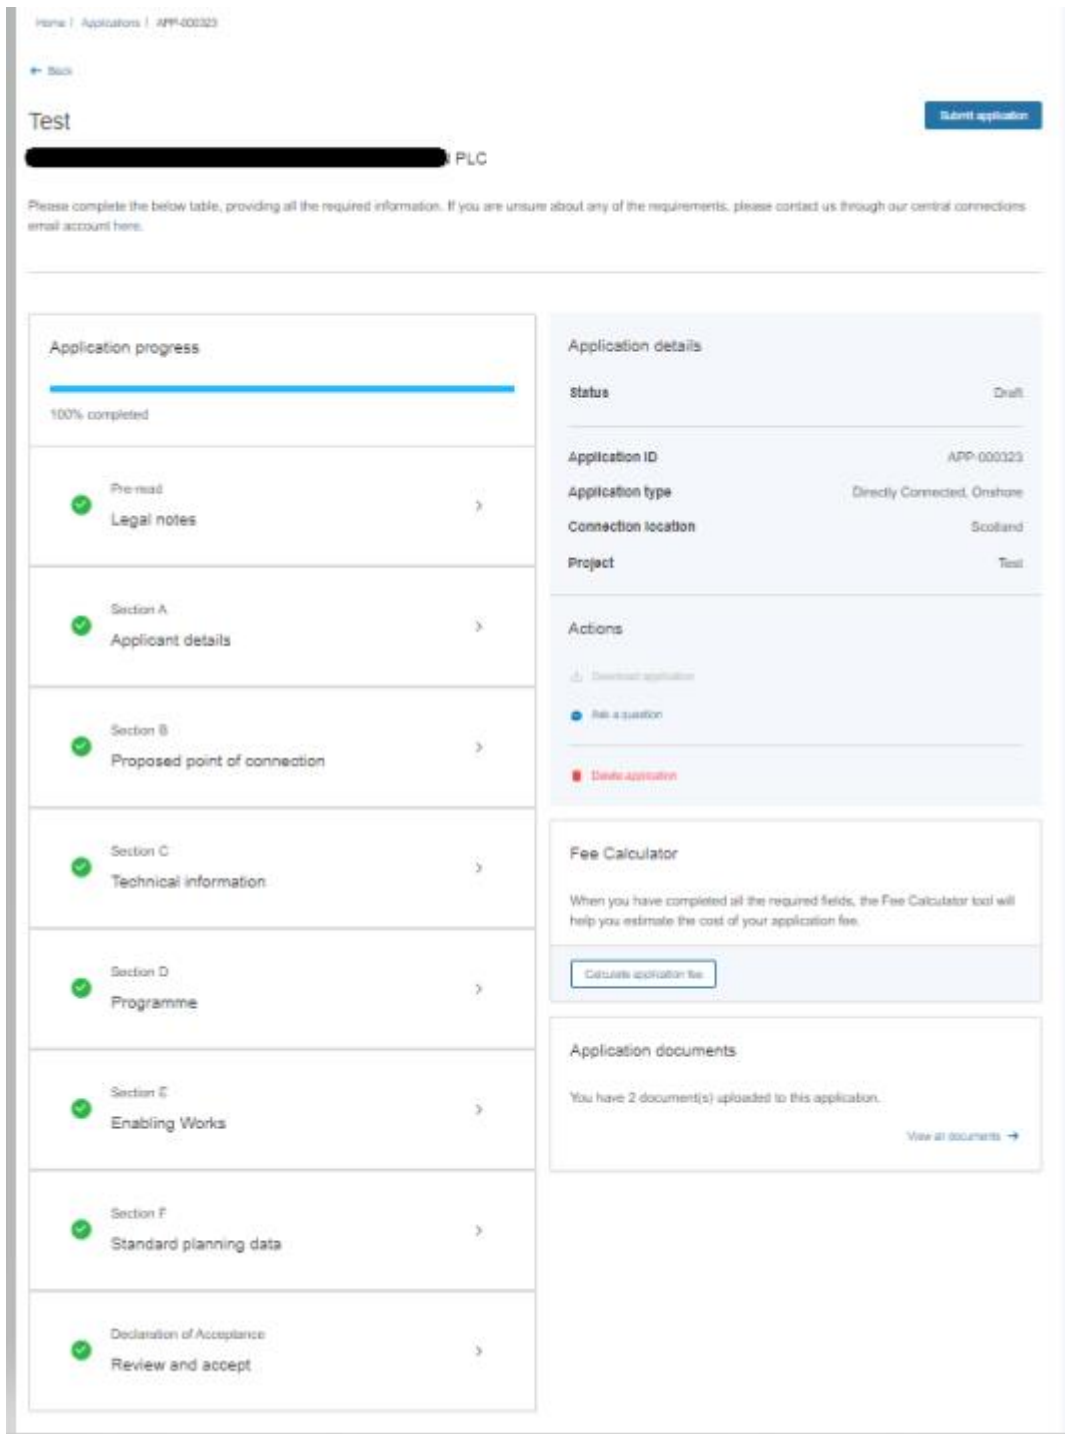 Home / Applications / APP-000323
← Back
Test
Submit application
PLC
Please complete the below table, providing all the required information. If you are unsure about any of the requirements, please contact us through our central connections
email account here.
Application progress
100% completed
Pre-read
Legal notes
Section A
Applicant details
Section B
Proposed point of connection
Section C
Technical information
Section D
Programme
Section E
Enabling Works
Section F
Standard planning data
Declaration of Acceptance
Review and accept
Application details
Status Draft
Application ID APP-000323
Application type Directly Connected, Onshore
Connection location Scotland
Project Test
Actions
Download application
Ask a question
Delete application
Fee Calculator
When you have completed all the required fields, the Fee Calculator tool will
help you estimate the cost of your application fee.
Calculate application fee
Application documents
You have 2 document(s) uploaded to this application.
View all documents →